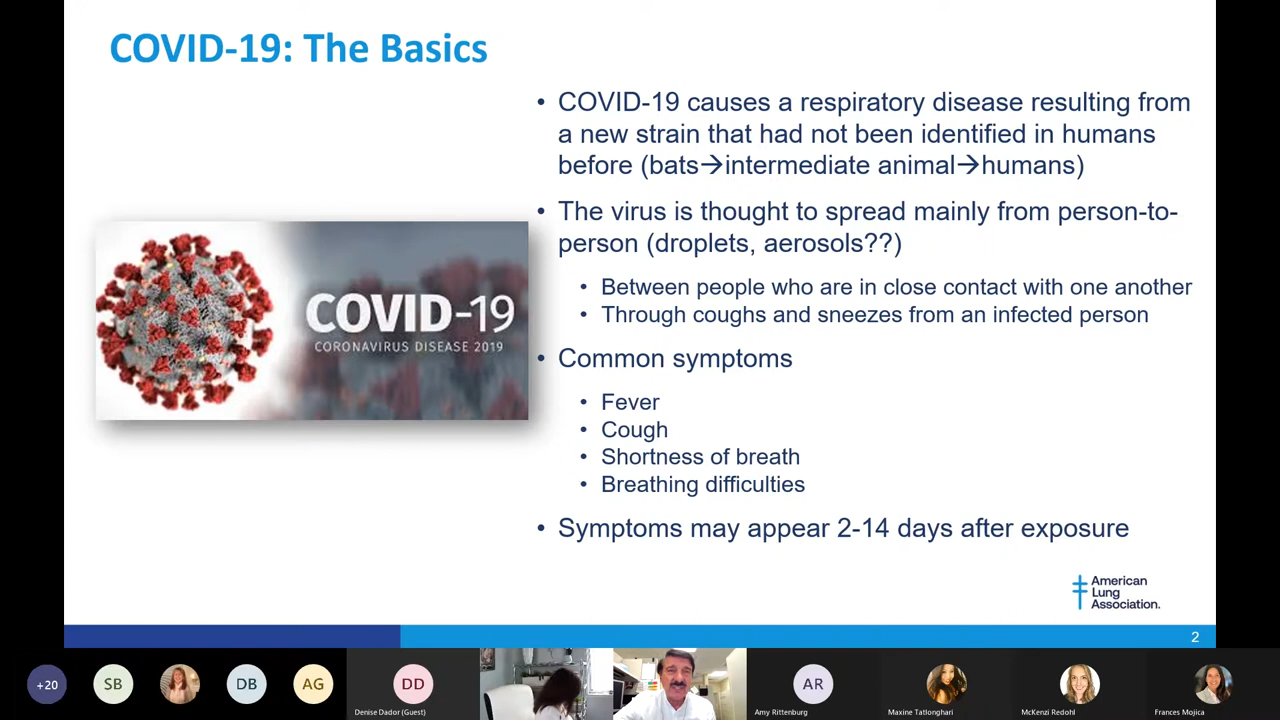 COVID-19: The Basics
• COVID-19 causes a respiratory disease resulting from
a new strain that had not been identified in humans
before (bats→intermediate animal→humans)
• The virus is thought to spread mainly from person-to-
person (droplets, aerosols??)
• Between people who are in close contact with one another
• Through coughs and sneezes from an infected person
COVID-19
CORONAVIRUS DISEASE 2019
• Common symptoms
• Fever
• Cough
• Shortness of breath
• Breathing difficulties
• Symptoms may appear 2-14 days after exposure
American
Lung
Association.
2
+20
SB
DB
AG
DD
Denise Dador (Guest)
AR
Amy Rittenburg
Maxine Tatlonghari
McKenzi Redohl
Frances Mojica